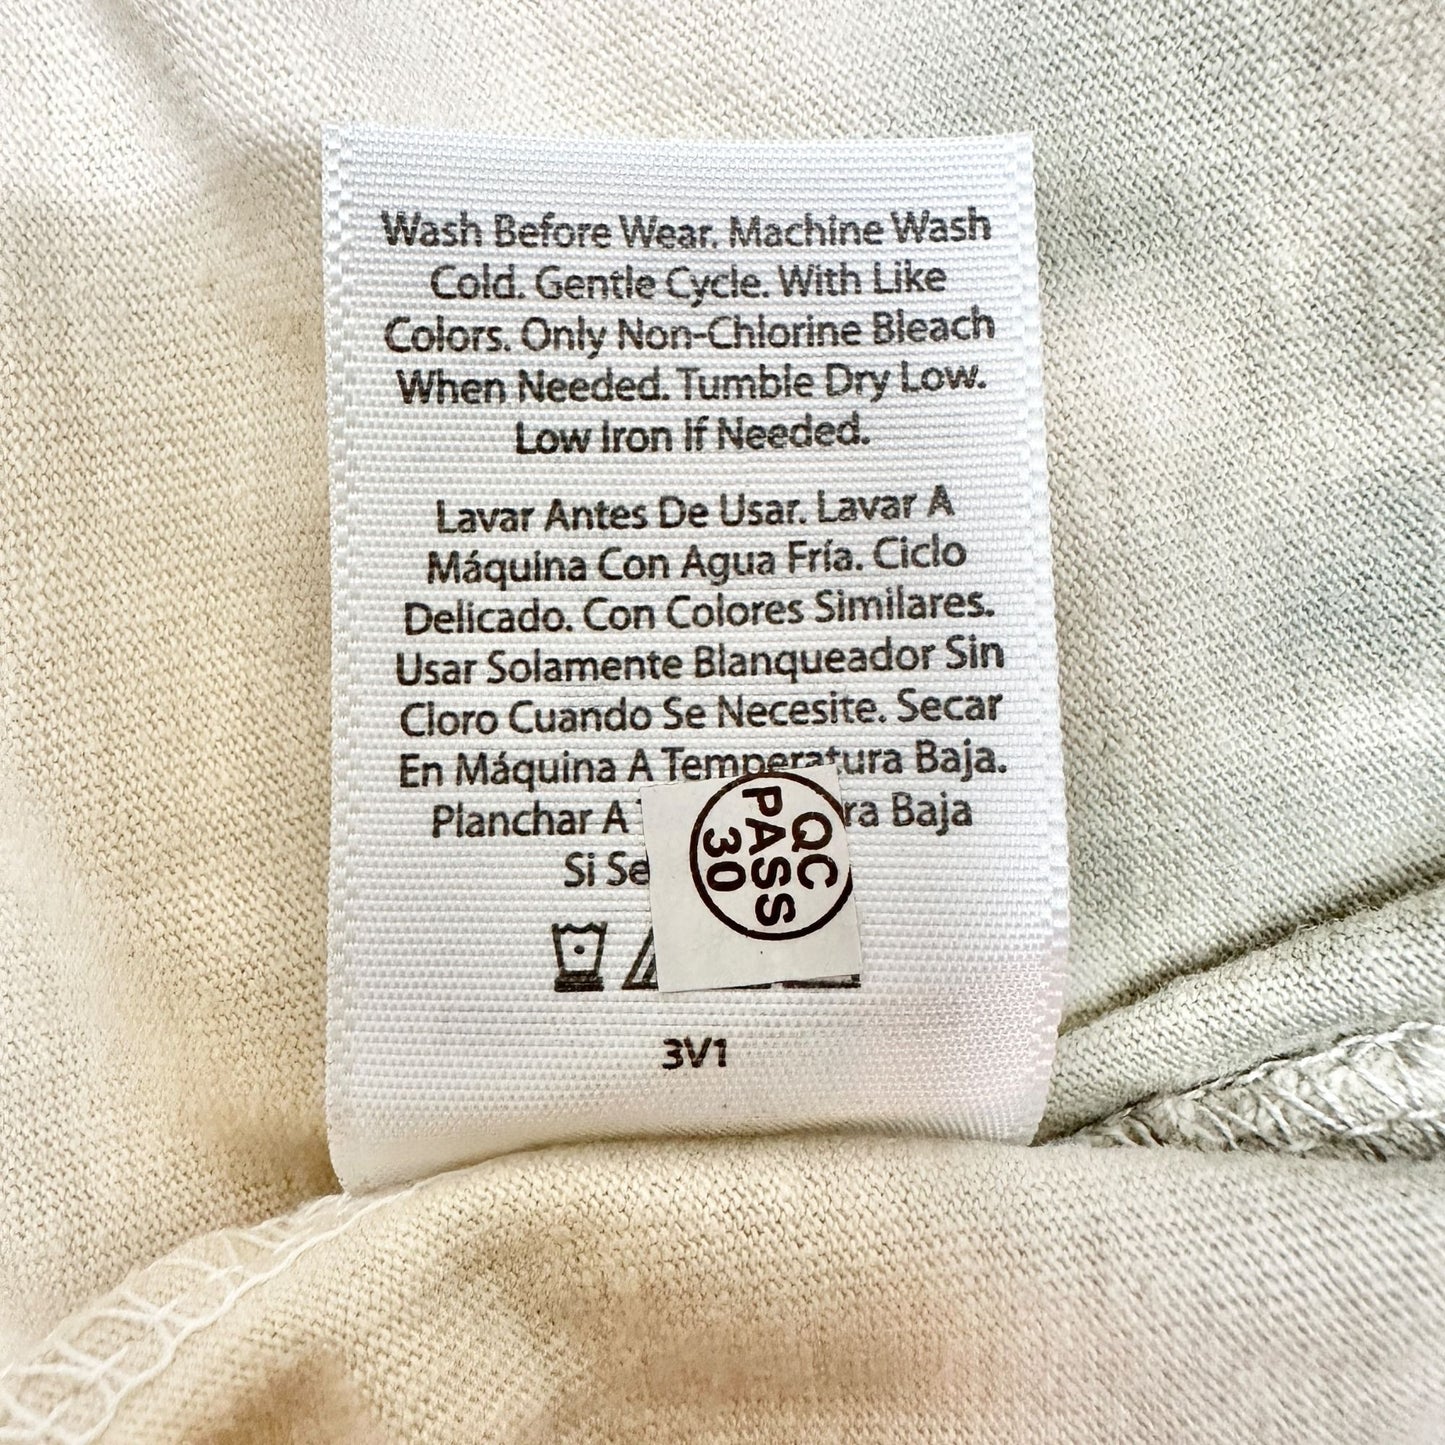 Wash Before Wear. Machine Wash
Cold. Gentle Cycle. With Like
Colors. Only Non-Chlorine Bleach
When Needed. Tumble Dry Low.
Low Iron If Needed.
Lavar Antes De Usar. Lavar A
Máquina Con Agua Fría. Ciclo
Delicado. Con Colores Similares.
Usar Solamente Blanqueador Sin
Cloro Cuando Se Necesite. Secar
En Máquina A Temperatura Baja.
Planchar A Baja
Si Se
QC
PASS
30
3V1